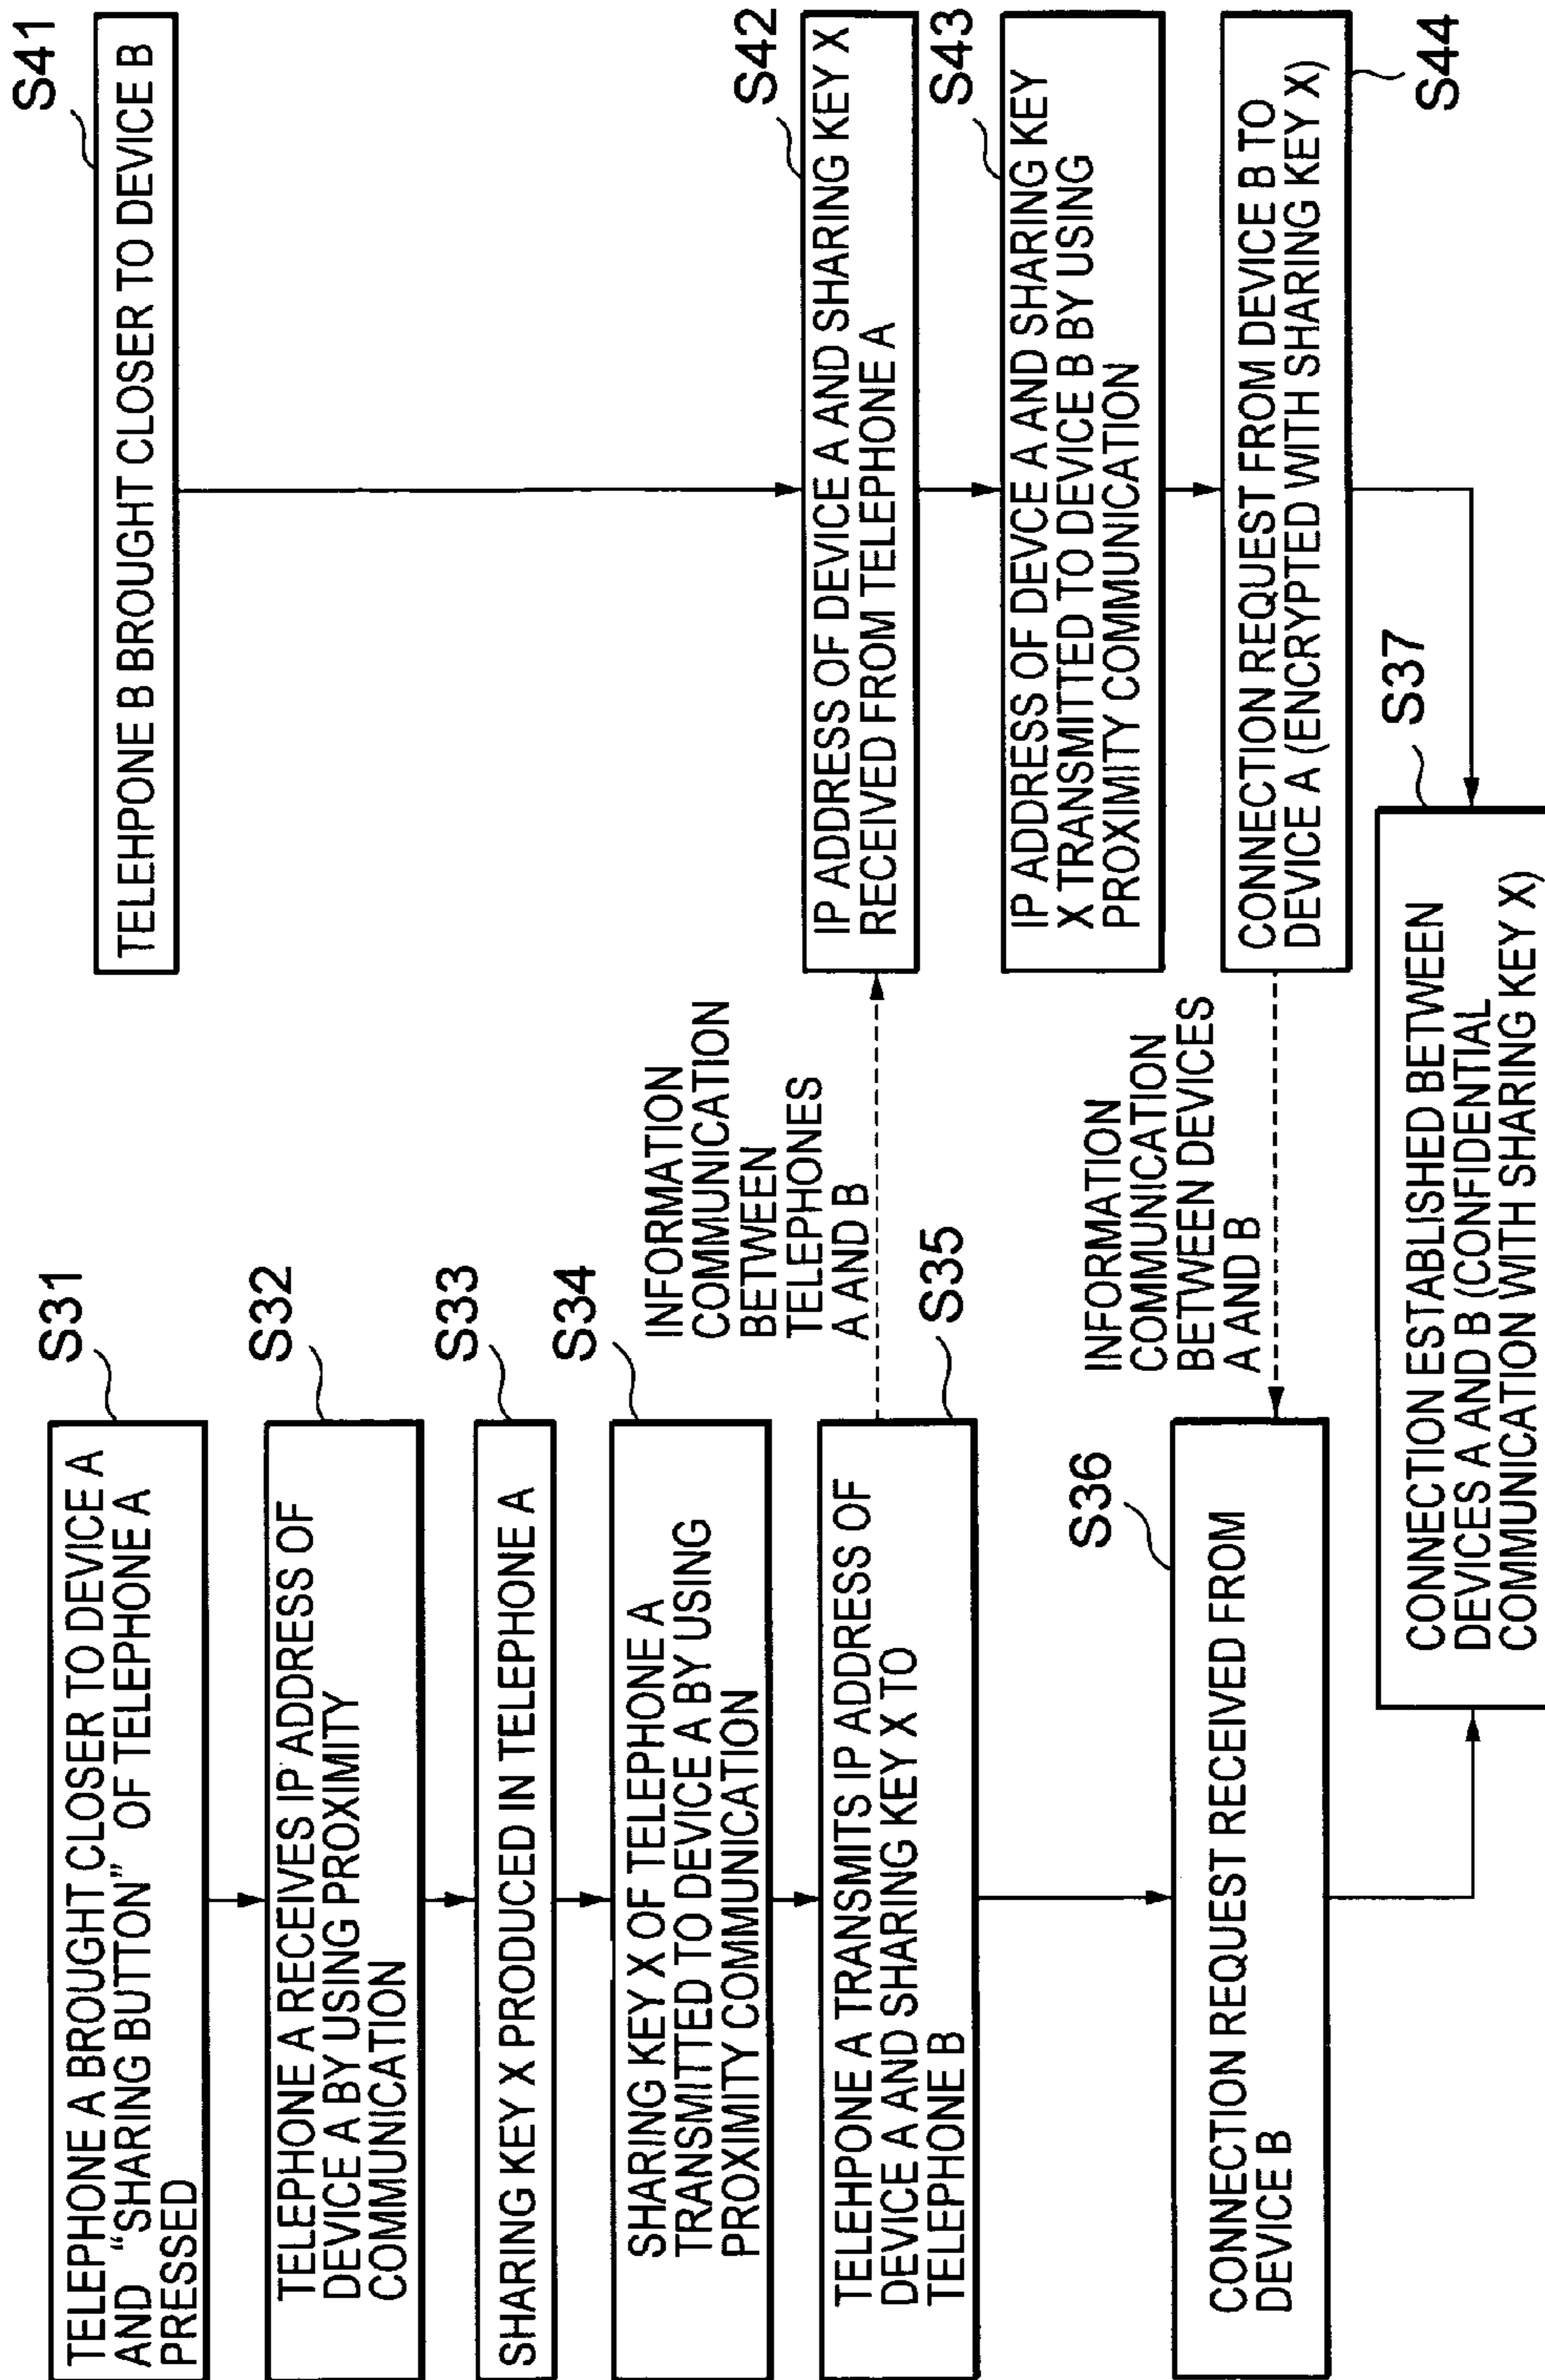 S31
TELEPHONE A BROUGHT CLOSER TO DEVICE A
AND "SHARING BUTTON" OF TELEPHONE A
PRESSED
S32
TELEPHONE A RECEIVES IP ADDRESS OF
DEVICE A BY USING PROXIMITY
COMMUNICATION
S33
SHARING KEY X PRODUCED IN TELEPHONE A
S34
SHARING KEY X OF TELEPHONE A
TRANSMITTED TO DEVICE A BY USING
PROXIMITY COMMUNICATION
S35
TELEHPONE A TRANSMITS IP ADDRESS OF
DEVICE A AND SHARING KEY X TO
TELEPHONE B
INFORMATION
COMMUNICATION
BETWEEN
TELEPHONES
A AND B
S36
CONNECTION REQUEST RECEIVED FROM
DEVICE B
INFORMATION
COMMUNICATION
BETWEEN DEVICES
A AND B
S41
TELEHPONE B BROUGHT CLOSER TO DEVICE B
S42
IP ADDRESS OF DEVICE A AND SHARING KEY X
RECEIVED FROM TELEPHONE A
S43
IP ADDRESS OF DEVCE A AND SHARING KEY
X TRANSMITTED TO DEVICE B BY USING
PROXIMITY COMMUNICATION
S44
CONNECTION REQUEST FROM DEVICE B TO
DEVICE A (ENCRYPTED WITH SHARING KEY X)
S37
CONNECTION ESTABLISHED BETWEEN
DEVICES A AND B (CONFIDENTIAL
COMMUNICATION WITH SHARING KEY X)